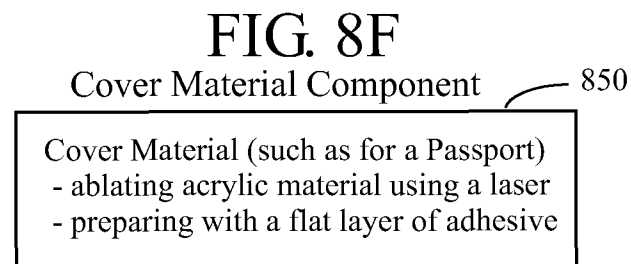 FIG. 8F
Cover Material Component
850
Cover Material (such as for a Passport)
- ablating acrylic material using a laser
- preparing with a flat layer of adhesive